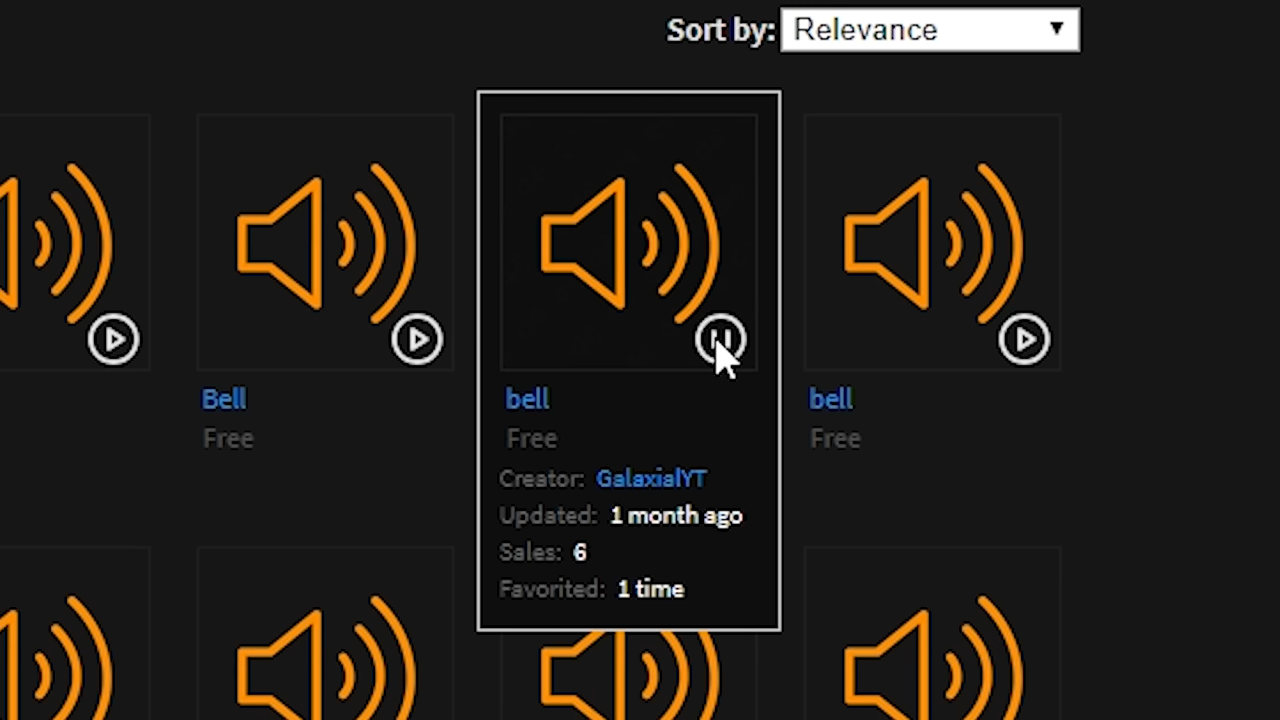 Sort by: Relevance
Bell
Free
bell
Free
Creator: GalaxialYT
Updated: 1 month ago
Sales: 6
Favorited: 1 time
bell
Free